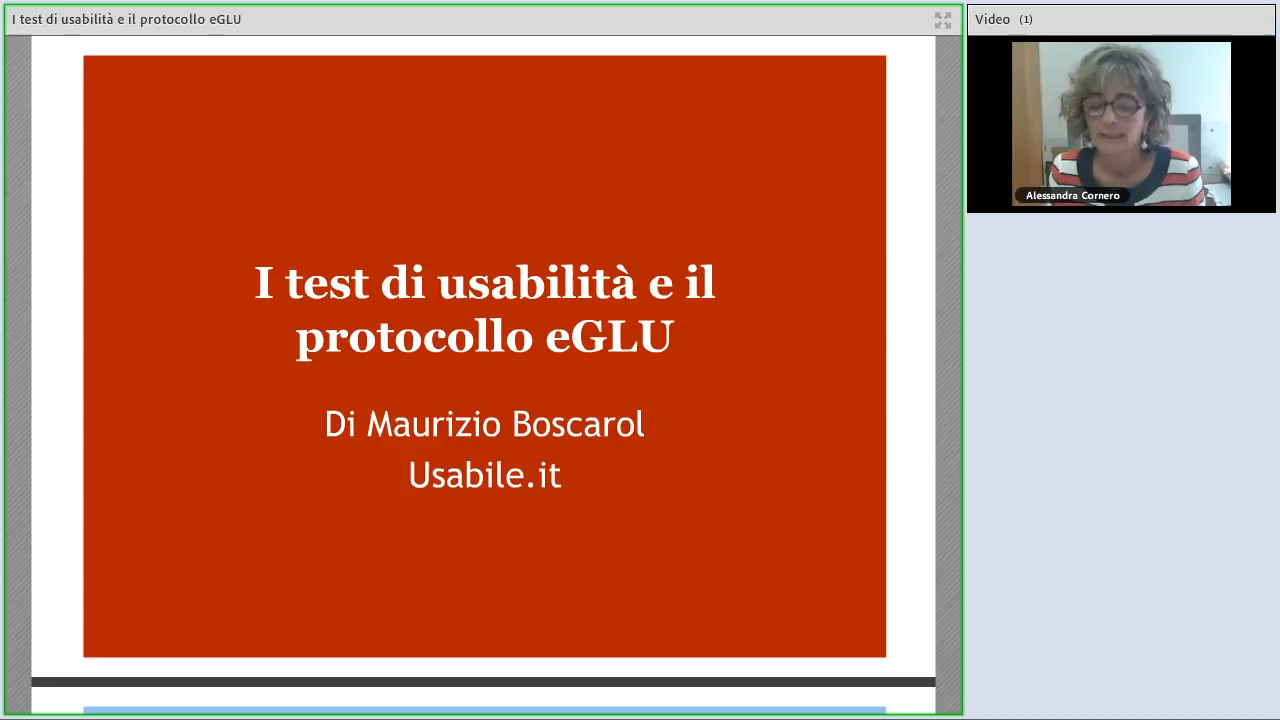 I test di usabilità e il protocollo eGLU
Video (1)
Alessandra Cornero
I test di usabilità e il
protocollo eGLU
Di Maurizio Boscarol
Usabile.it